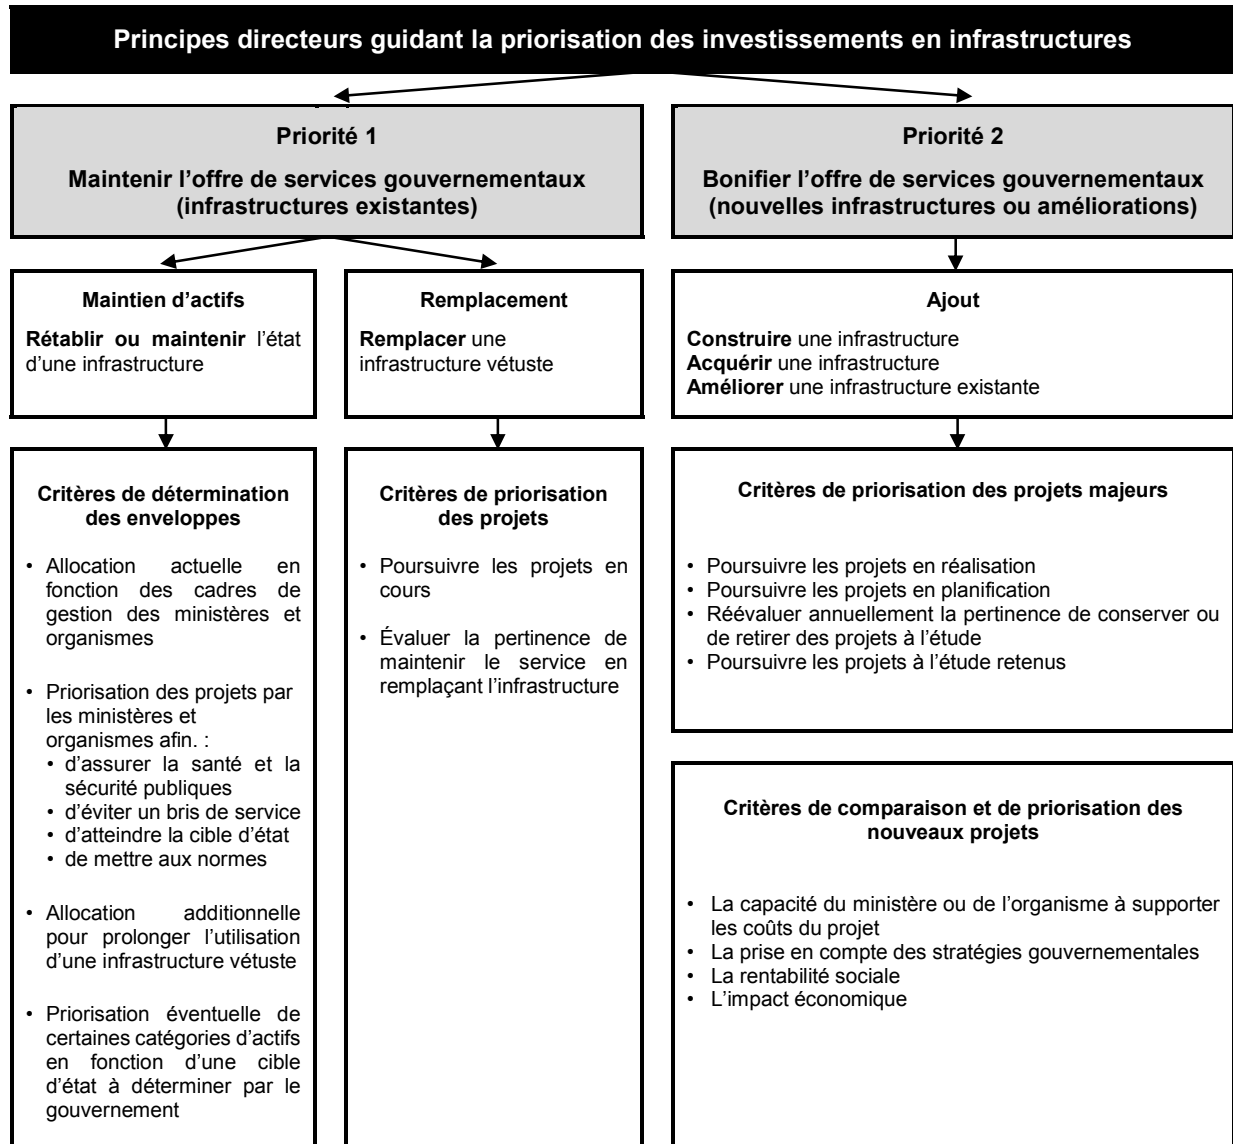 Principes directeurs guidant la priorisation des investissements en infrastructures
Priorité 1
Maintenir l’offre de services gouvernementaux
(infrastructures existantes)
Priorité 2
Bonifier l’offre de services gouvernementaux
(nouvelles infrastructures ou améliorations)
Maintien d’actifs
Rétablir ou maintenir l’état
d’une infrastructure
Remplacement
Remplacer une
infrastructure vétuste
Ajout
Construire une infrastructure
Acquérir une infrastructure
Améliorer une infrastructure existante
Critères de détermination
des enveloppes
• Allocation actuelle en
fonction des cadres de
gestion des ministères et
organismes
• Priorisation des projets par
les ministères et
organismes afin. :
• d’assurer la santé et la
sécurité publiques
• d’éviter un bris de service
• d’atteindre la cible d’état
• de mettre aux normes
• Allocation additionnelle
pour prolonger l’utilisation
d’une infrastructure vétuste
• Priorisation éventuelle de
certaines catégories d’actifs
en fonction d’une cible
d’état à déterminer par le
gouvernement
Critères de priorisation
des projets
• Poursuivre les projets en
cours
• Évaluer la pertinence de
maintenir le service en
remplaçant l’infrastructure
Critères de priorisation des projets majeurs
• Poursuivre les projets en réalisation
• Poursuivre les projets en planification
• Réévaluer annuellement la pertinence de conserver ou
de retirer des projets à l’étude
• Poursuivre les projets à l’étude retenus
Critères de comparaison et de priorisation des
nouveaux projets
• La capacité du ministère ou de l’organisme à supporter
les coûts du projet
• La prise en compte des stratégies gouvernementales
• La rentabilité sociale
• L’impact économique